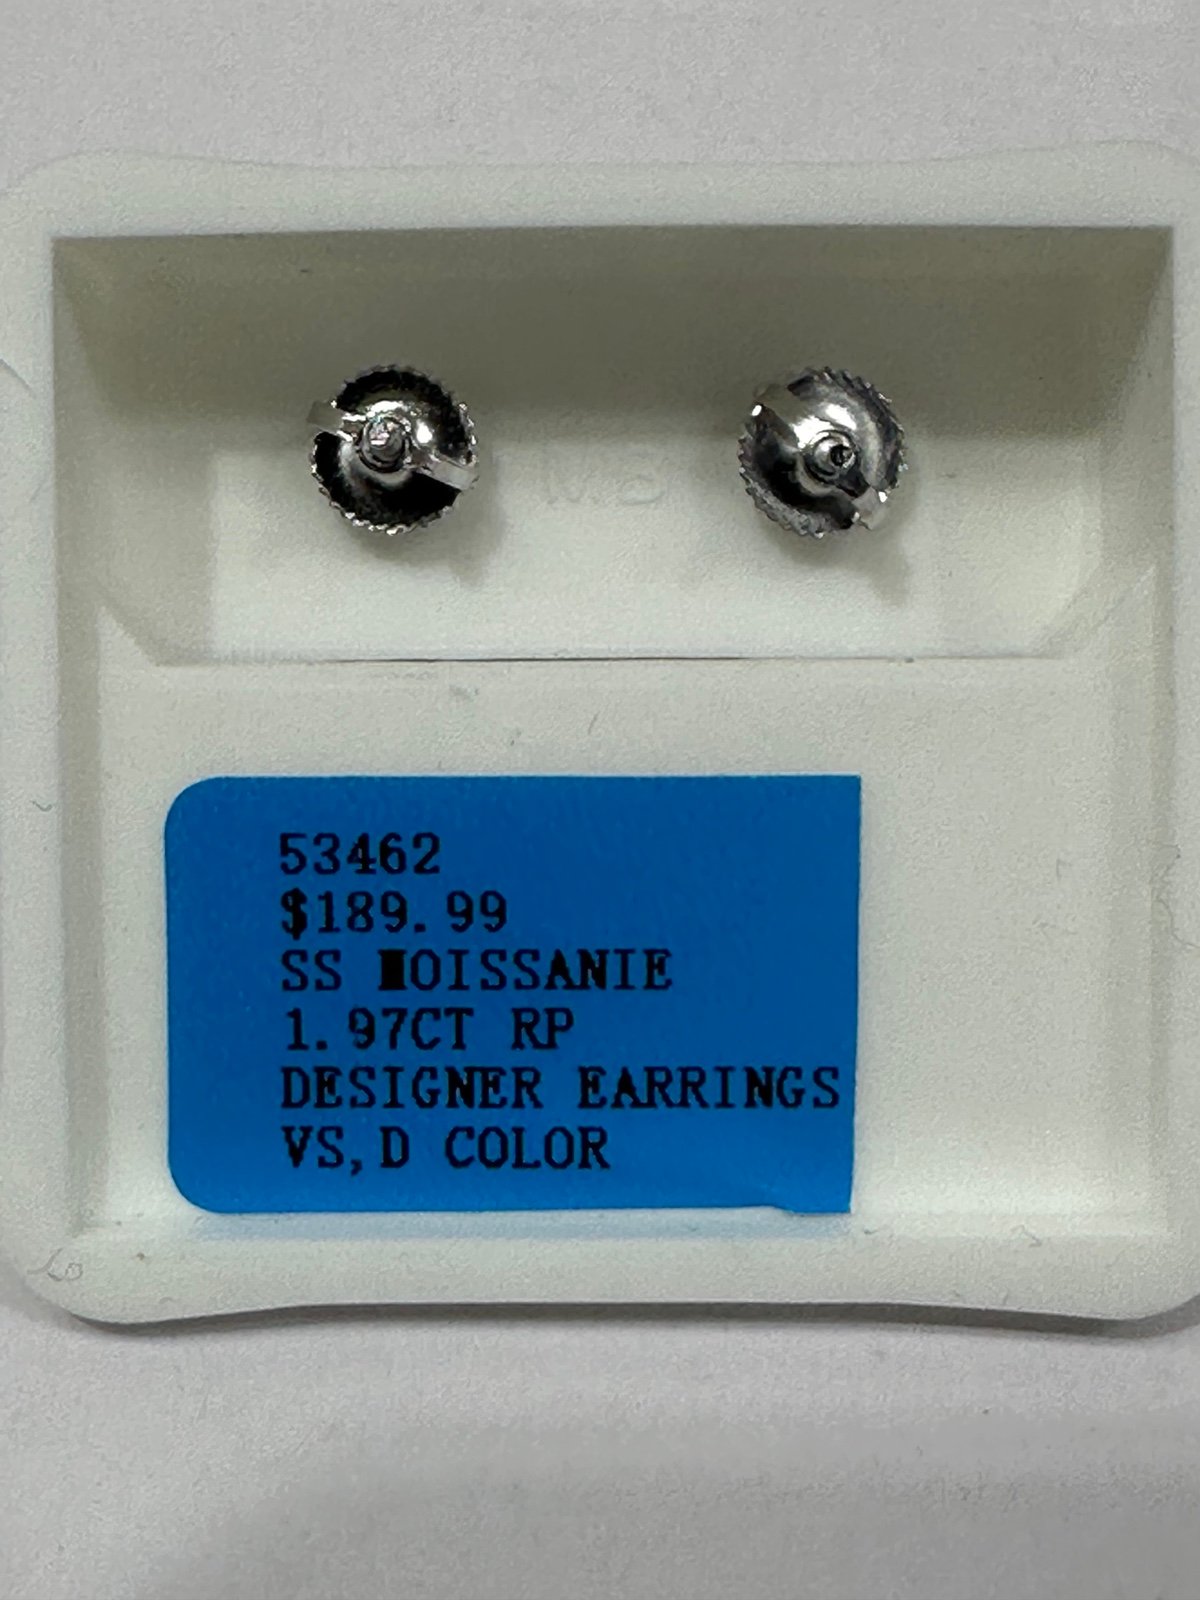 53462
$189.99
SS MOISSANIE
1.97CT RP
DESIGNER EARRINGS
VS,D COLOR